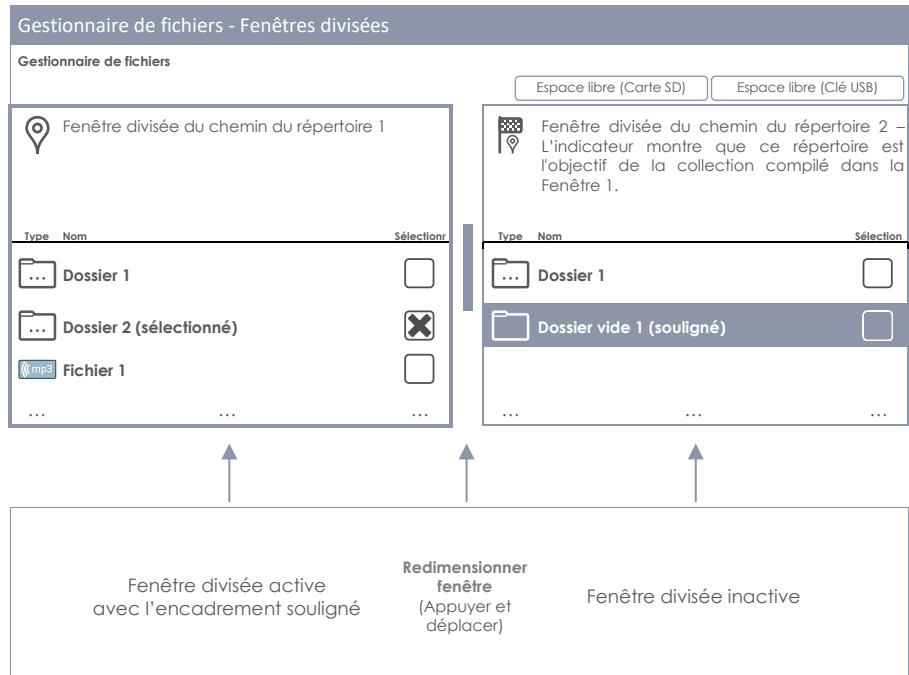 Gestionnaire de fichiers - Fenêtres divisées
Gestionnaire de fichiers
Espace libre (Carte SD)
Espace libre (Clé USB)
Fenêtre divisée du chemin du répertoire 1
Type Nom Sélectionr
... Dossier 1
... Dossier 2 (sélectionné)
mp3 Fichier 1
... ... ...
Fenêtre divisée du chemin du répertoire 2 –
L'indicateur montre que ce répertoire est
l'objectif de la collection compilé dans la
Fenêtre 1.
Type Nom Sélection
... Dossier 1
Dossier vide 1 (souligné)
... ... ...
Fenêtre divisée active
avec l'encadrement souligné
Redimensionner
fenêtre
(Appuyer et
déplacer)
Fenêtre divisée inactive